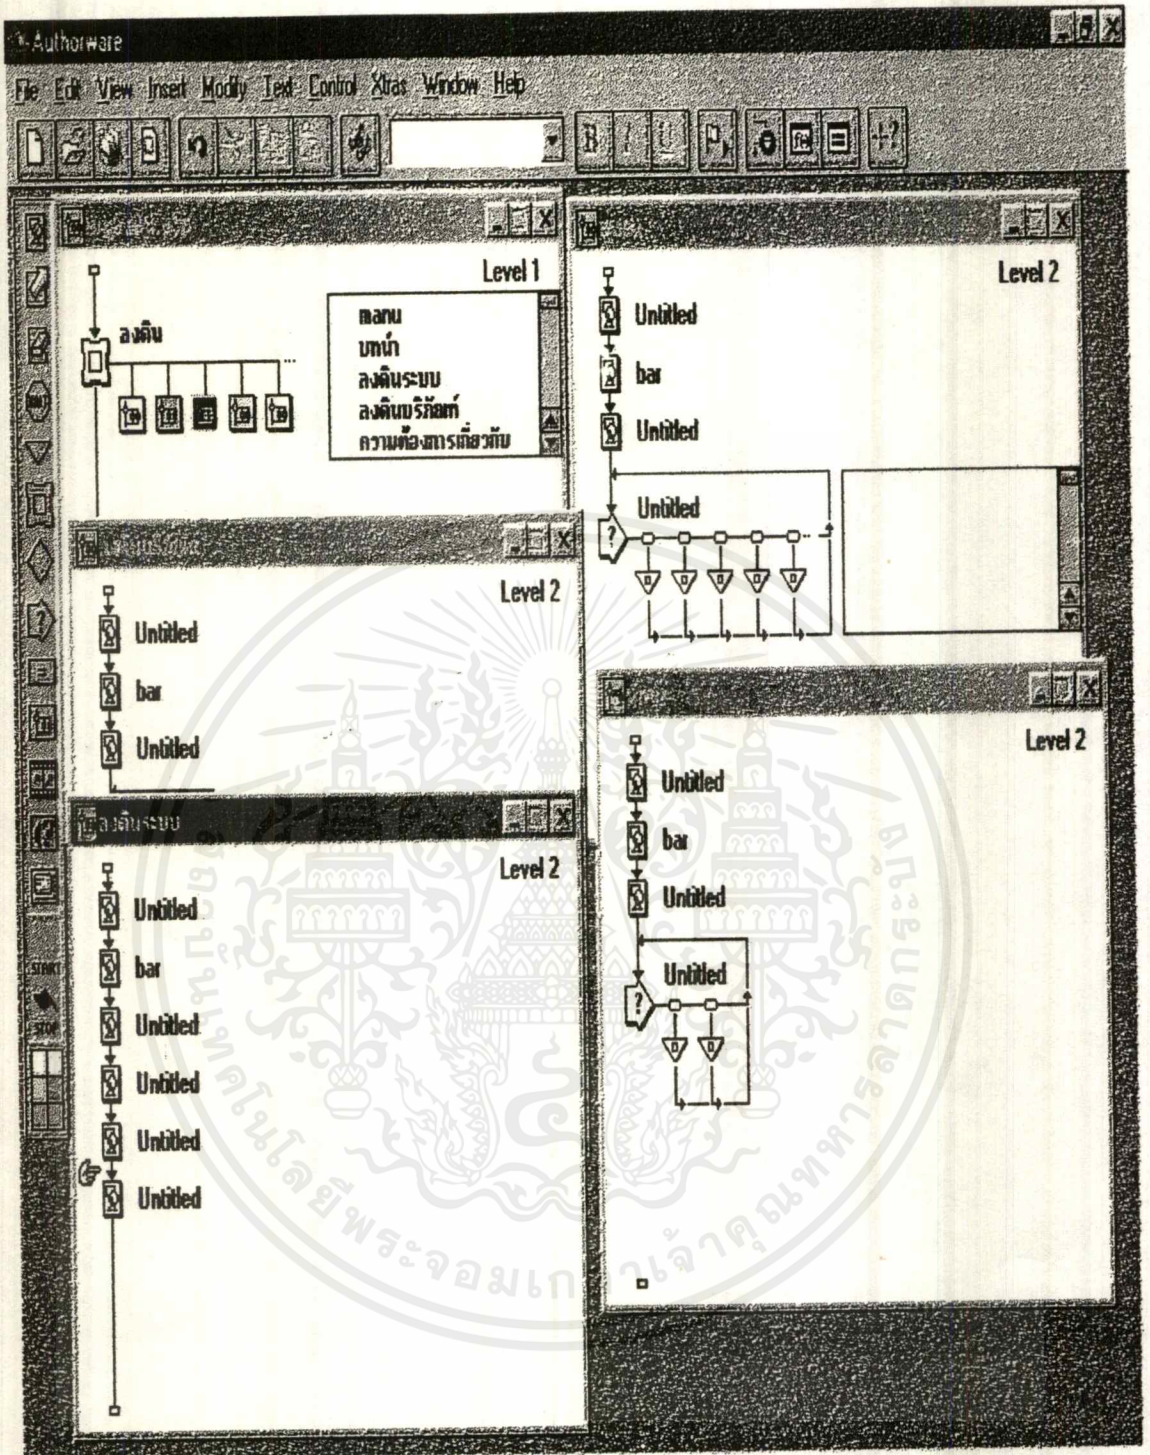 Authorware
File Edit View Insert Modify Text Control Xtras Window Help
B I U
Level 1
ลงดิน
manu
บทนำ
ลงดินระบบ
ลงดินบริภัณฑ์
ความต้องการเกี่ยวกับ
Level 2
Untitled
bar
Untitled
Untitled
Level 2
Untitled
bar
Untitled
ลงดินระบบ
Level 2
Untitled
bar
Untitled
Untitled
Untitled
Untitled
Level 2
Untitled
bar
Untitled
Untitled
START
STOP